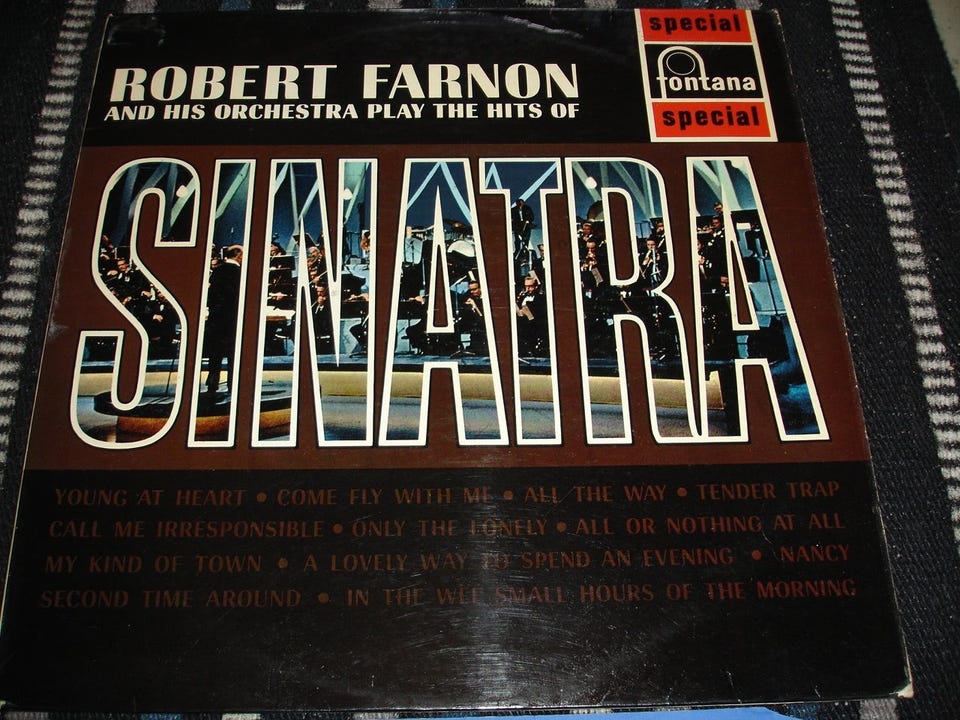 special
fontana
special
ROBERT FARNON
AND HIS ORCHESTRA PLAY THE HITS OF
SINATRA
YOUNG AT HEART • COME FLY WITH ME • ALL THE WAY • TENDER TRAP
CALL ME IRRESPONSIBLE • ONLY THE LONELY • ALL OR NOTHING AT ALL
MY KIND OF TOWN • A LOVELY WAY TO SPEND AN EVENING • NANCY
SECOND TIME AROUND • IN THE WEE SMALL HOURS OF THE MORNING